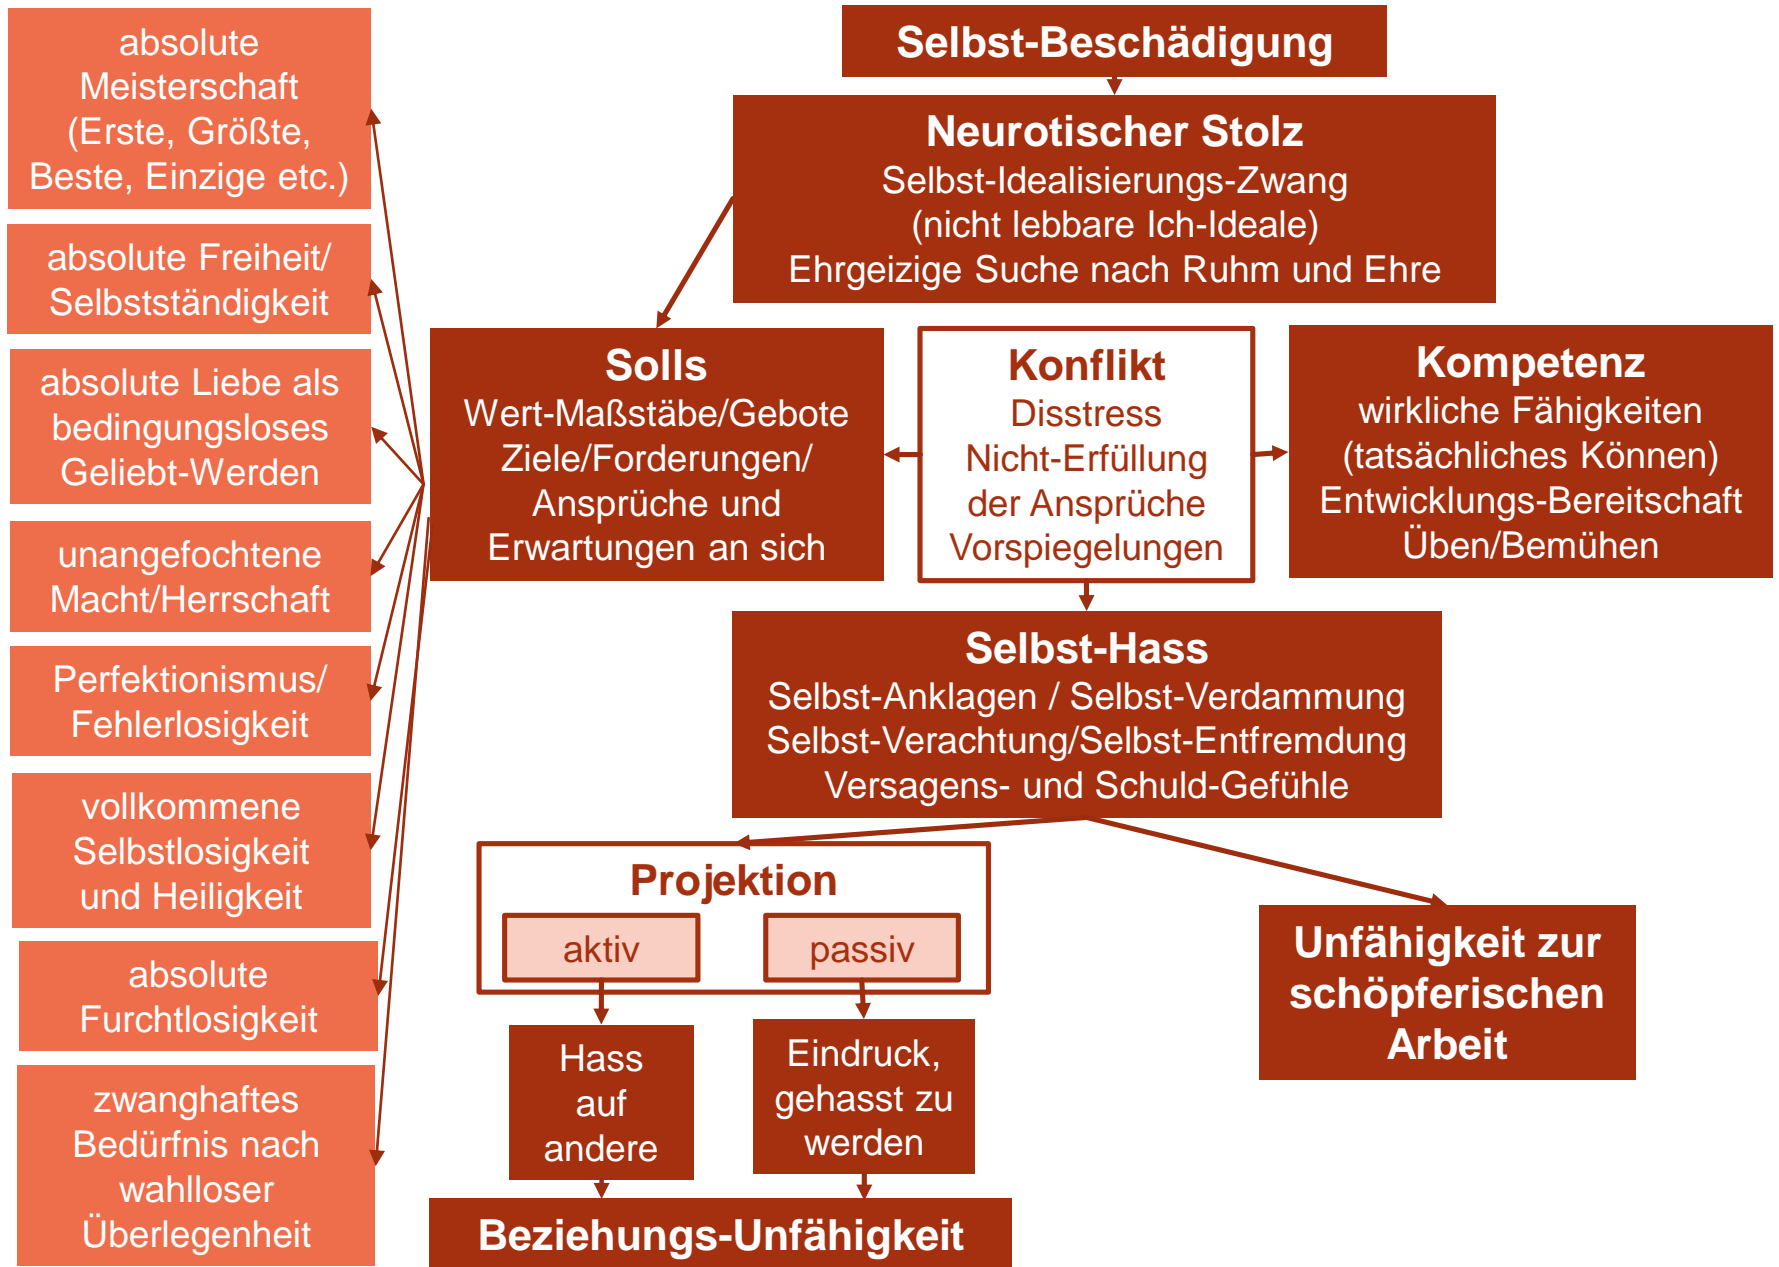 Selbst-Beschädigung
Neurotischer Stolz
Selbst-Idealisierungs-Zwang
(nicht lebbare Ich-Ideale)
Ehrgeizige Suche nach Ruhm und Ehre
Solls
Wert-Maßstäbe/Gebote
Ziele/Forderungen/
Ansprüche und
Erwartungen an sich
Konflikt
Disstress
Nicht-Erfüllung
der Ansprüche
Vorspiegelungen
Kompetenz
wirkliche Fähigkeiten
(tatsächliches Können)
Entwicklungs-Bereitschaft
Üben/Bemühen
absolute
Meisterschaft
(Erste, Größte,
Beste, Einzige etc.)
absolute Freiheit/
Selbstständigkeit
absolute Liebe als
bedingungsloses
Geliebt-Werden
unangefochtene
Macht/Herrschaft
Perfektionismus/
Fehlerlosigkeit
vollkommene
Selbstlosigkeit
und Heiligkeit
absolute
Furchtlosigkeit
zwanghaftes
Bedürfnis nach
wahlloser
Überlegenheit
Selbst-Hass
Selbst-Anklagen / Selbst-Verdammung
Selbst-Verachtung/Selbst-Entfremdung
Versagens- und Schuld-Gefühle
Projektion
aktiv
passiv
Hass
auf
andere
Eindruck,
gehasst zu
werden
Beziehungs-Unfähigkeit
Unfähigkeit zur
schöpferischen
Arbeit